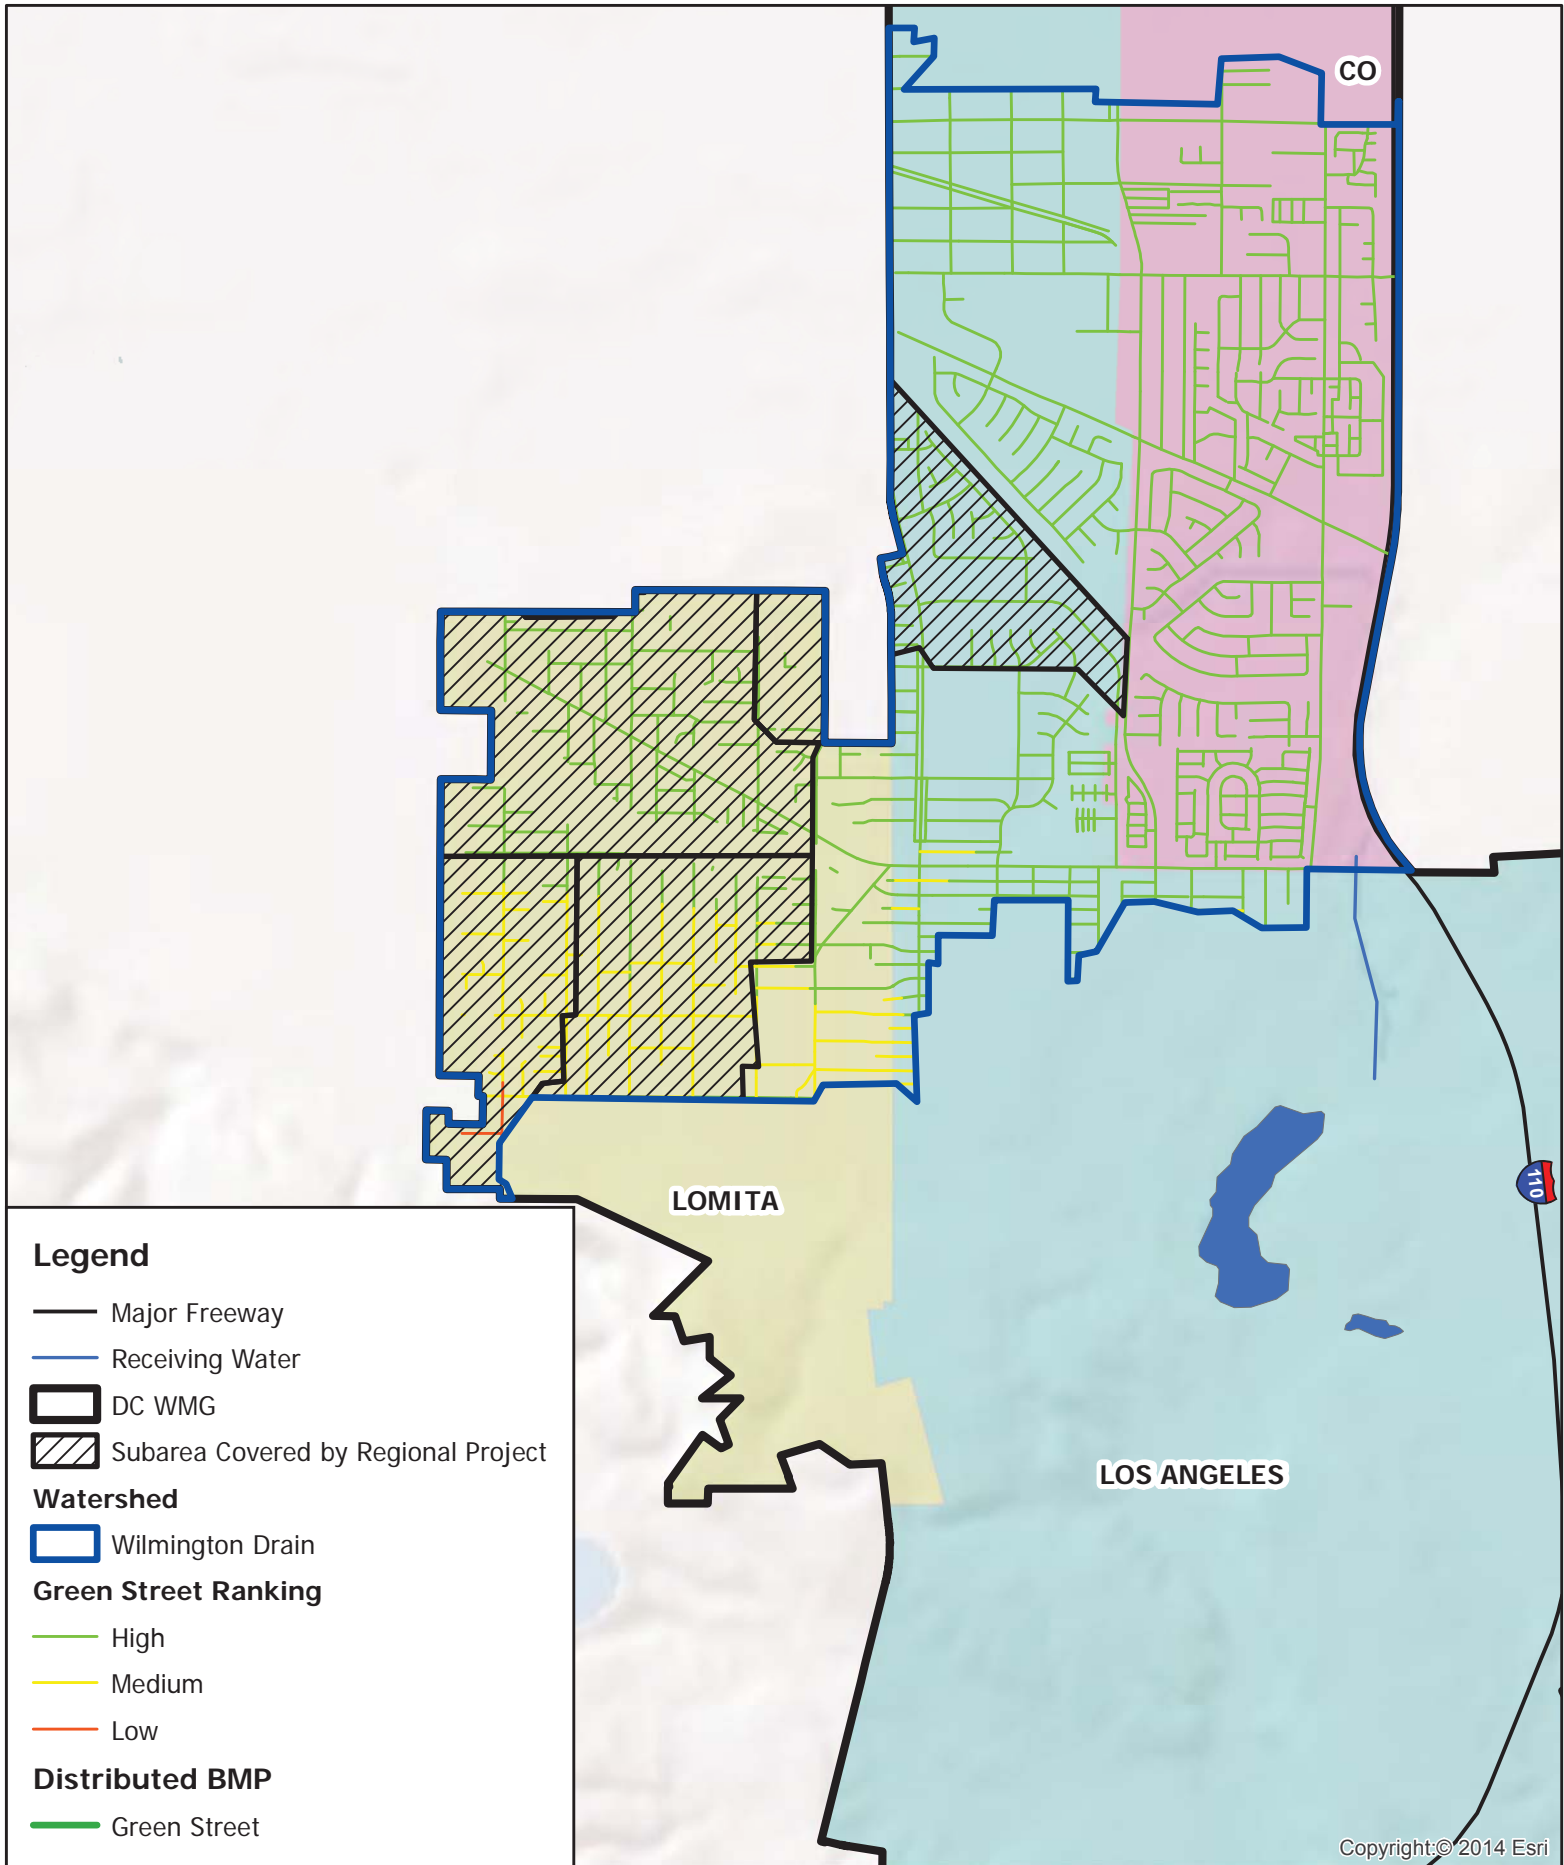 CO
LOMITA
110
LOS ANGELES
Legend
Major Freeway
Receiving Water
DC WMG
Subarea Covered by Regional Project
Watershed
Wilmington Drain
Green Street Ranking
High
Medium
Low
Distributed BMP
Green Street
Copyright:© 2014 Esri